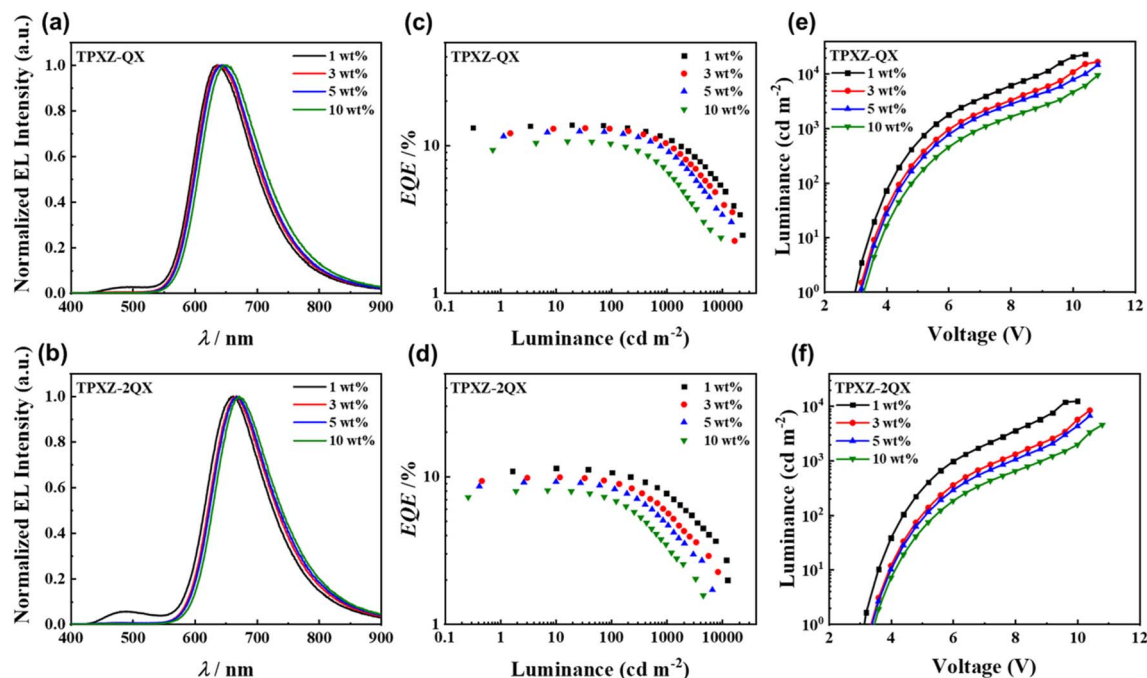 (a)
TPXZ-QX
1 wt%
3 wt%
5 wt%
10 wt%
Normalized EL Intensity (a.u.)
1.0
0.8
0.6
0.4
0.2
0.0
400 500 600 700 800 900
λ / nm
(c)
TPXZ-QX
1 wt%
3 wt%
5 wt%
10 wt%
EQE /%
10
1
0.1 1 10 100 1000 10000
Luminance (cd m⁻²)
(e)
TPXZ-QX
1 wt%
3 wt%
5 wt%
10 wt%
Luminance (cd m⁻²)
10⁴
10³
10²
10¹
10⁰
2 4 6 8 10 12
Voltage (V)
(b)
TPXZ-2QX
1 wt%
3 wt%
5 wt%
10 wt%
Normalized EL Intensity (a.u.)
1.0
0.8
0.6
0.4
0.2
0.0
400 500 600 700 800 900
λ / nm
(d)
TPXZ-2QX
1 wt%
3 wt%
5 wt%
10 wt%
EQE /%
10
1
0.1 1 10 100 1000 10000
Luminance (cd m⁻²)
(f)
TPXZ-2QX
1 wt%
3 wt%
5 wt%
10 wt%
Luminance (cd m⁻²)
10⁴
10³
10²
10¹
10⁰
2 4 6 8 10 12
Voltage (V)